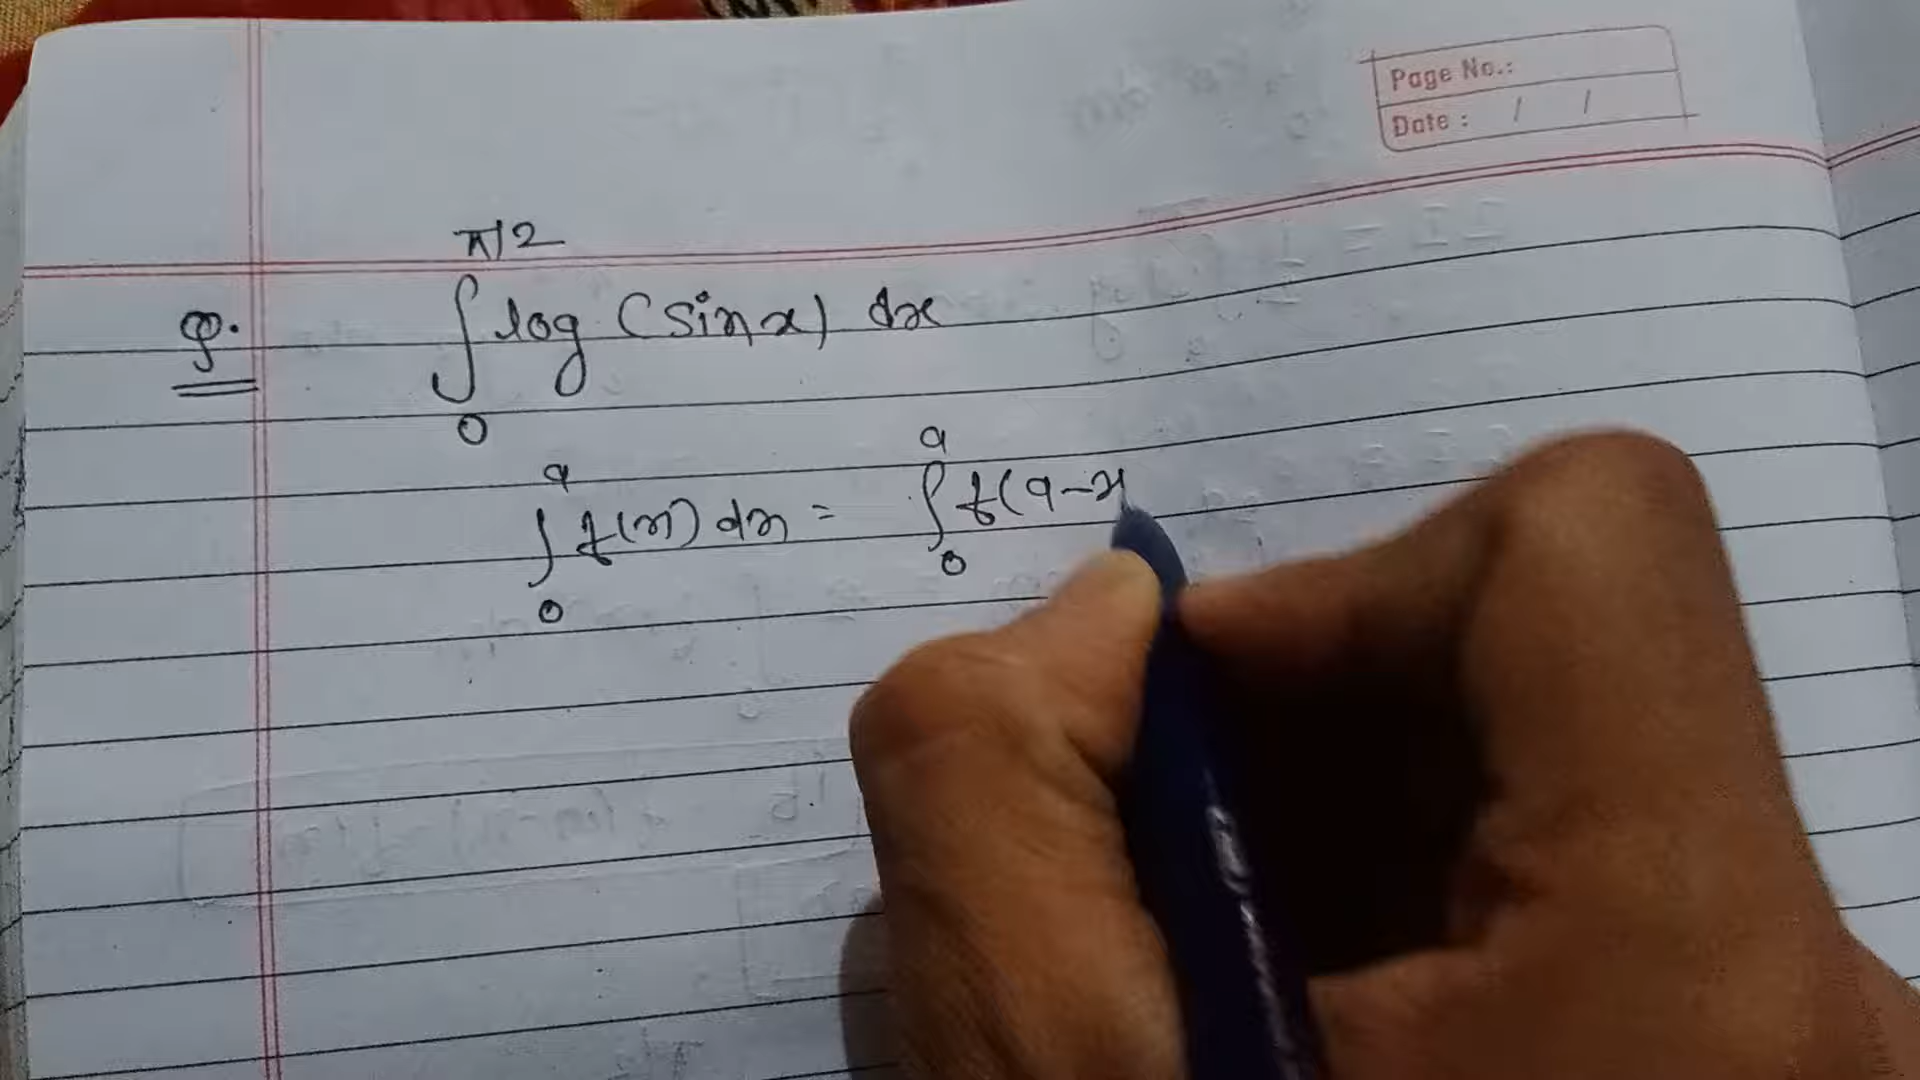 Page No.:
Date : / /
Q. ∫₀^π/2 log (sinx) dx
∫₀^a f(x) dx = ∫₀^a f(a-x